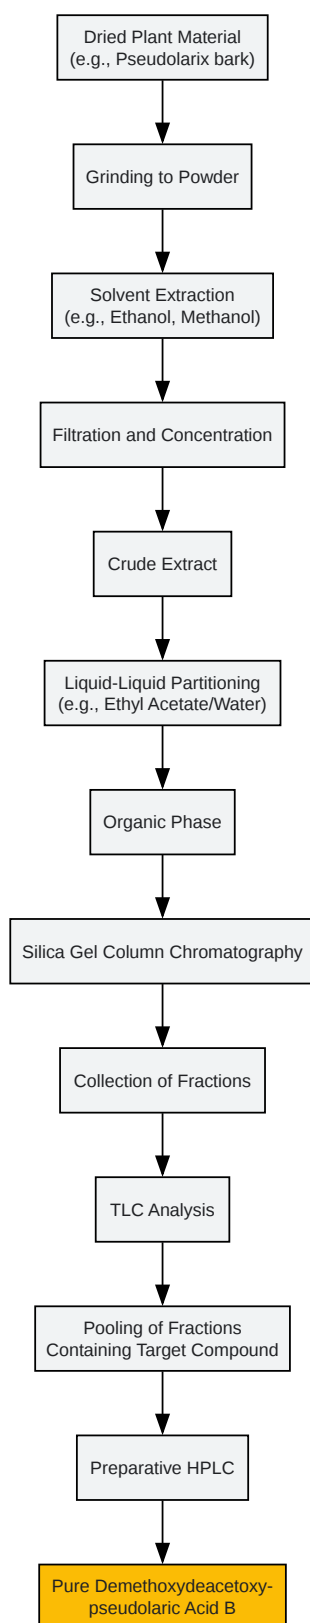 Dried Plant Material
(e.g., Pseudolarix bark)
Grinding to Powder
Solvent Extraction
(e.g., Ethanol, Methanol)
Filtration and Concentration
Crude Extract
Liquid-Liquid Partitioning
(e.g., Ethyl Acetate/Water)
Organic Phase
Silica Gel Column Chromatography
Collection of Fractions
TLC Analysis
Pooling of Fractions
Containing Target Compound
Preparative HPLC
Pure Demethoxydeacetoxy-
pseudolaric Acid B